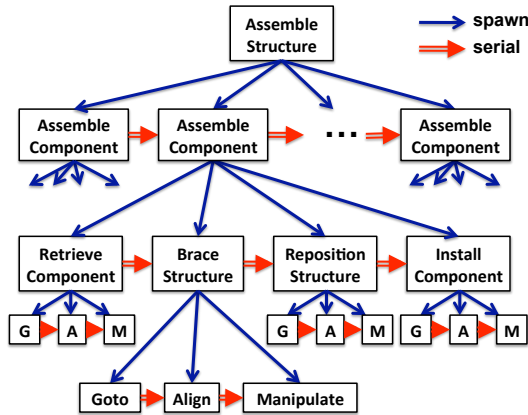 Assemble
Structure
spawn
serial
Assemble
Component
Assemble
Component
...
Assemble
Component
Retrieve
Component
Brace
Structure
Reposition
Structure
Install
Component
G
A
M
G
A
M
G
A
M
Goto
Align
Manipulate